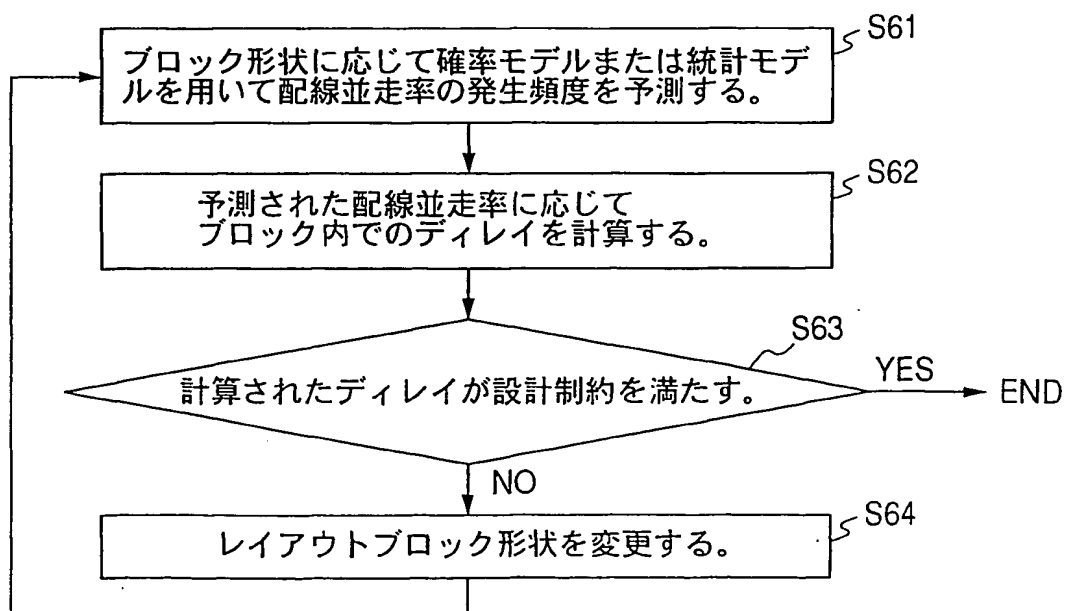 S61
ブロック形状に応じて確率モデルまたは統計モデ
ルを用いて配線並走率の発生頻度を予測する。
S62
予測された配線並走率に応じて
ブロック内でのディレイを計算する。
S63
計算されたディレイが設計制約を満たす。
YES
END
NO
S64
レイアウトブロック形状を変更する。